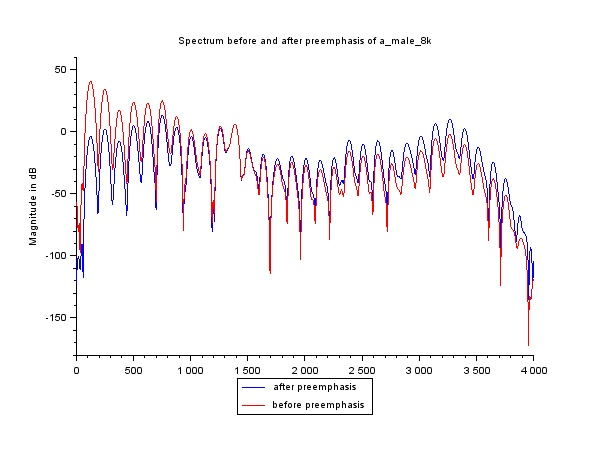 Spectrum before and after preemphasis of a_male_8k
50
0
-50
-100
-150
Magnitude in dB
0 500 1 000 1 500 2 000 2 500 3 000 3 500 4 000
after preemphasis
before preemphasis